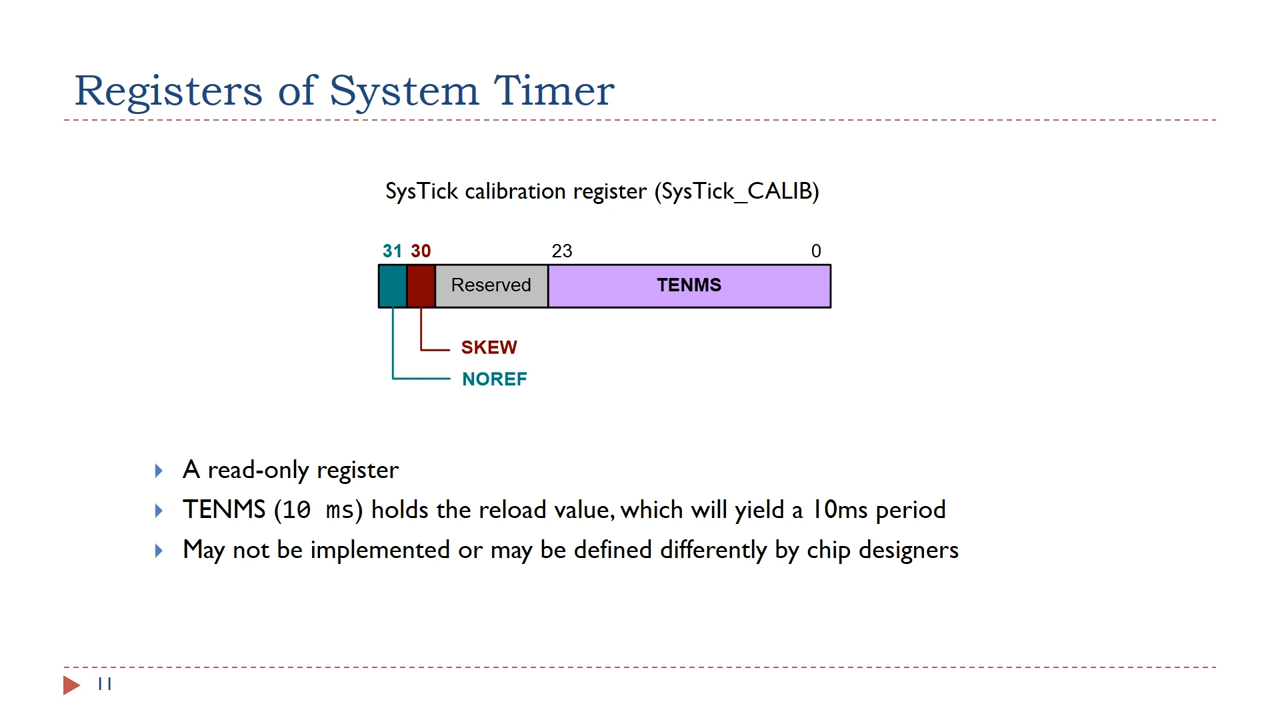 Registers of System Timer
SysTick calibration register (SysTick_CALIB)
31 30 23 0
Reserved TENMS
SKEW
NOREF
A read-only register
TENMS (10 ms) holds the reload value, which will yield a 10ms period
May not be implemented or may be defined differently by chip designers
11